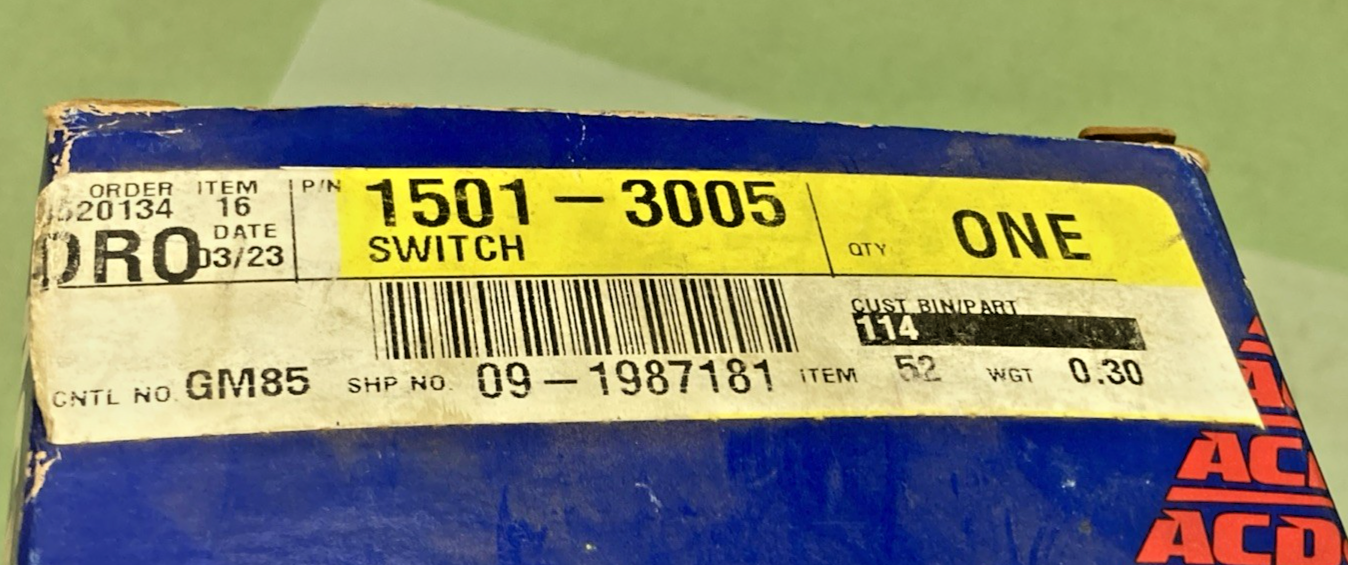 ORDER ITEM P/N 1501-3005
520134 16
DRO DATE SWITCH QTY ONE
03/23
CUST BIN/PART
114
CNTL NO. GM85 SHP NO. 09-1987181 ITEM 52 WGT 0.30
AC
ACD